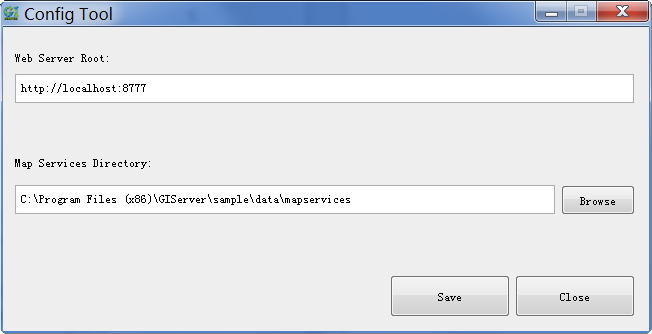 Config Tool
Web Server Root:
http://localhost:8777
Map Services Directory:
C:\Program Files (x86)\GIServer\sample\data\mapservices
Browse
Save
Close